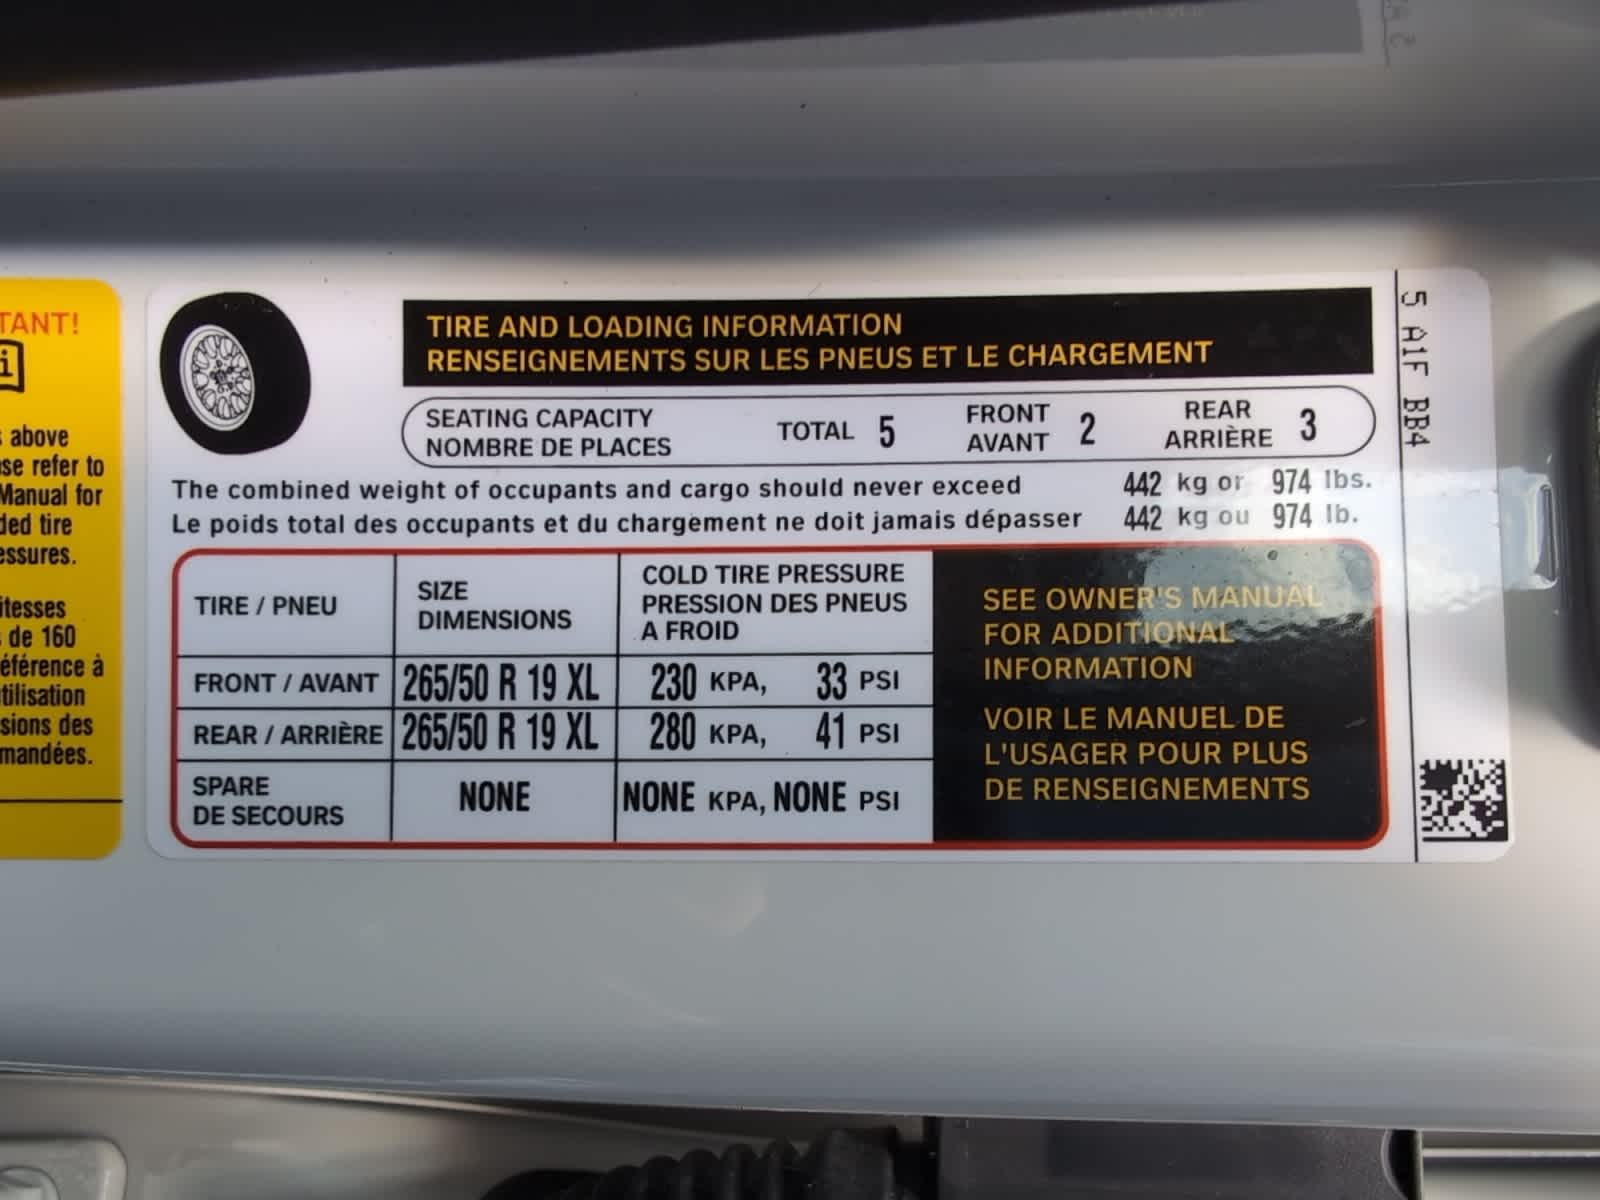 TANT!
i
s above
ase refer to
Manual for
ded tire
essures.
itesses
s de 160
éférence à
utilisation
sions des
mandées.
TIRE AND LOADING INFORMATION
RENSEIGNEMENTS SUR LES PNEUS ET LE CHARGEMENT
SEATING CAPACITY
NOMBRE DE PLACES
TOTAL 5
FRONT
AVANT 2
REAR
ARRIÈRE 3
The combined weight of occupants and cargo should never exceed 442 kg or 974 lbs.
Le poids total des occupants et du chargement ne doit jamais dépasser 442 kg ou 974 lb.
TIRE / PNEU
SIZE
DIMENSIONS
COLD TIRE PRESSURE
PRESSION DES PNEUS
A FROID
FRONT / AVANT 265/50 R 19 XL 230 KPA, 33 PSI
REAR / ARRIÈRE 265/50 R 19 XL 280 KPA, 41 PSI
SPARE
DE SECOURS
NONE NONE KPA, NONE PSI
SEE OWNER'S MANUAL
FOR ADDITIONAL
INFORMATION
VOIR LE MANUEL DE
L'USAGER POUR PLUS
DE RENSEIGNEMENTS
5 A1F BB4